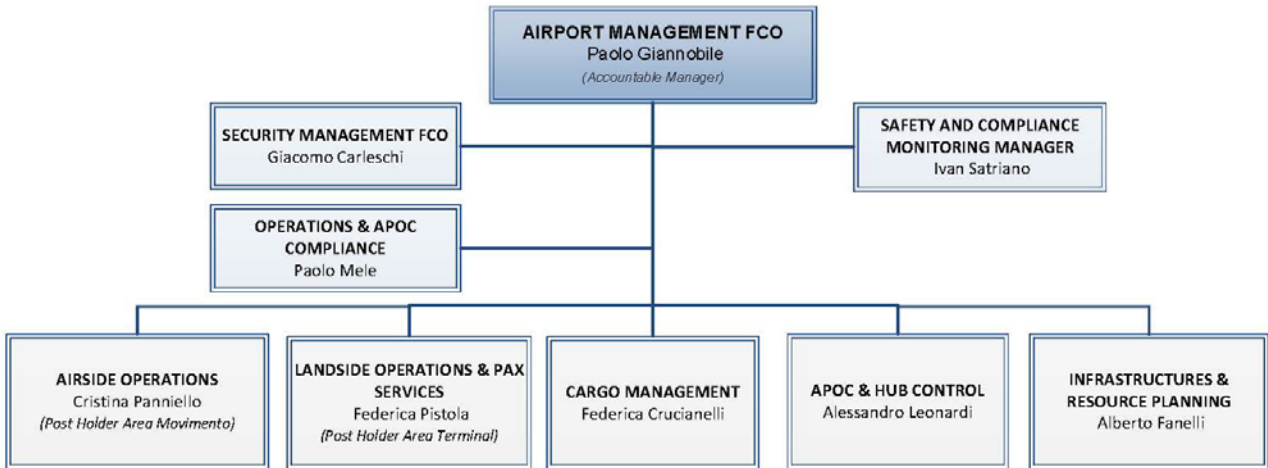 AIRPORT MANAGEMENT FCO
Paolo Giannobile
(Accountable Manager)
SECURITY MANAGEMENT FCO
Giacomo Carleschi
SAFETY AND COMPLIANCE
MONITORING MANAGER
Ivan Satriano
OPERATIONS & APOC
COMPLIANCE
Paolo Mele
AIRSIDE OPERATIONS
Cristina Panniello
(Post Holder Area Movimento)
LANDSIDE OPERATIONS & PAX
SERVICES
Federica Pistola
(Post Holder Area Terminal)
CARGO MANAGEMENT
Federica Crucianelli
APOC & HUB CONTROL
Alessandro Leonardi
INFRASTRUCTURES &
RESOURCE PLANNING
Alberto Fanelli